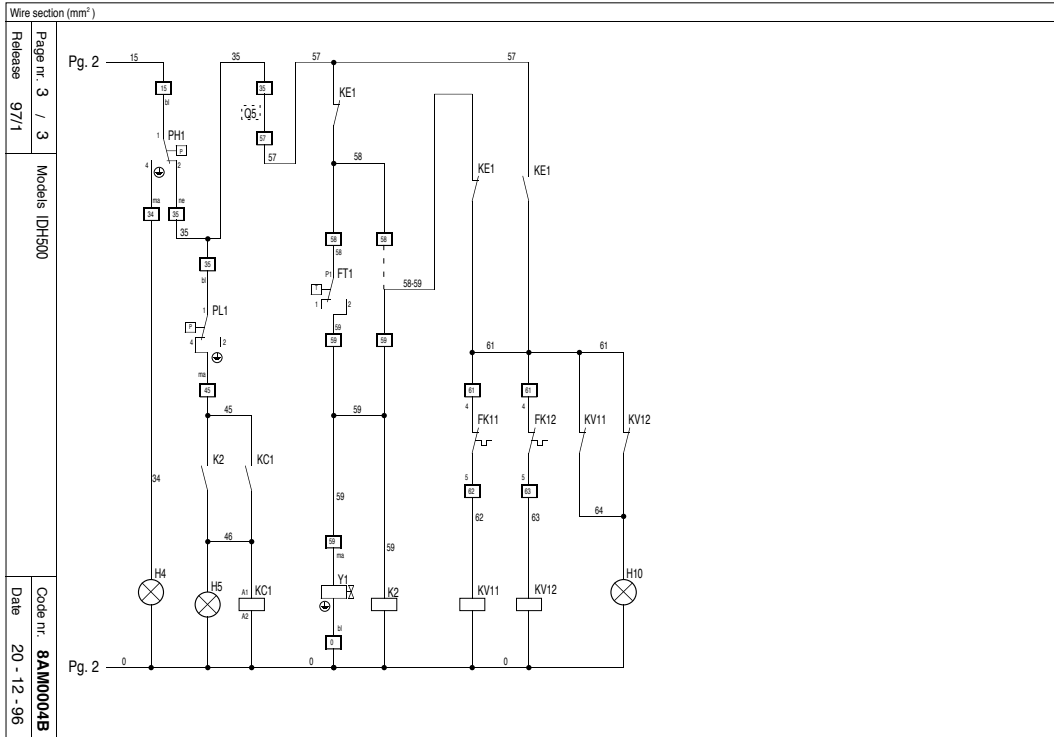 Wire section (mm²)
Release 97/1
Page nr. 3 / 3
Models IDH500
Date 20 - 12 - 96
Code nr. 8AM0004B
Pg. 2
15
35
57
57
15
bl
35
Q5
57
57
KE1
58
1
PH1
P
4
2
KE1
KE1
ma
ne
34
35
35
58
58
58
35
bl
P1
FT1
T
1
2
58-59
1
PL1
P
4
2
59
59
59
61
61
ma
45
61
61
4
4
45
59
FK11
FK12
KV11
KV12
K2
KC1
34
5
5
62
63
59
62
63
64
46
59
ma
59
H4
H5
A1
KC1
A2
Y1
K2
KV11
KV12
H10
bl
0
Pg. 2
0
0
0